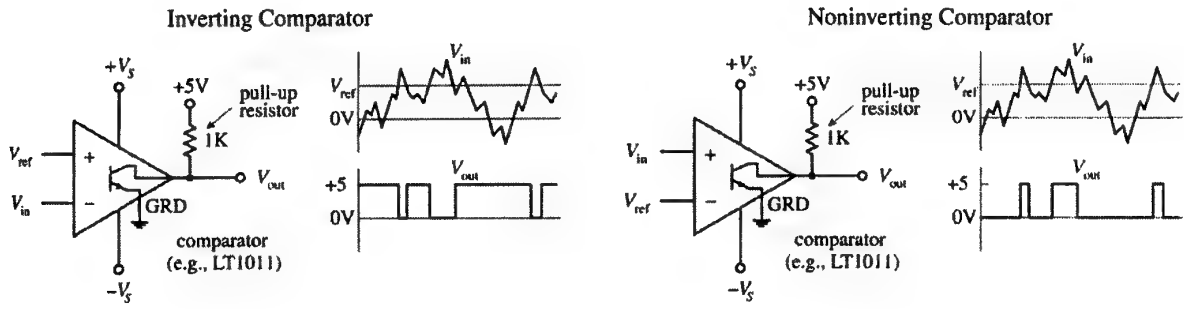 Inverting Comparator
+V_S
+5V
pull-up
resistor
1K
V_ref
+
V_in
−
GRD
V_out
comparator
(e.g., LT1011)
−V_S
V_in
V_ref
0V
V_out
+5
0V
Noninverting Comparator
+V_S
+5V
pull-up
resistor
1K
V_in
+
V_ref
−
GRD
V_out
comparator
(e.g., LT1011)
−V_S
V_in
V_ref
0V
V_out
+5
0V